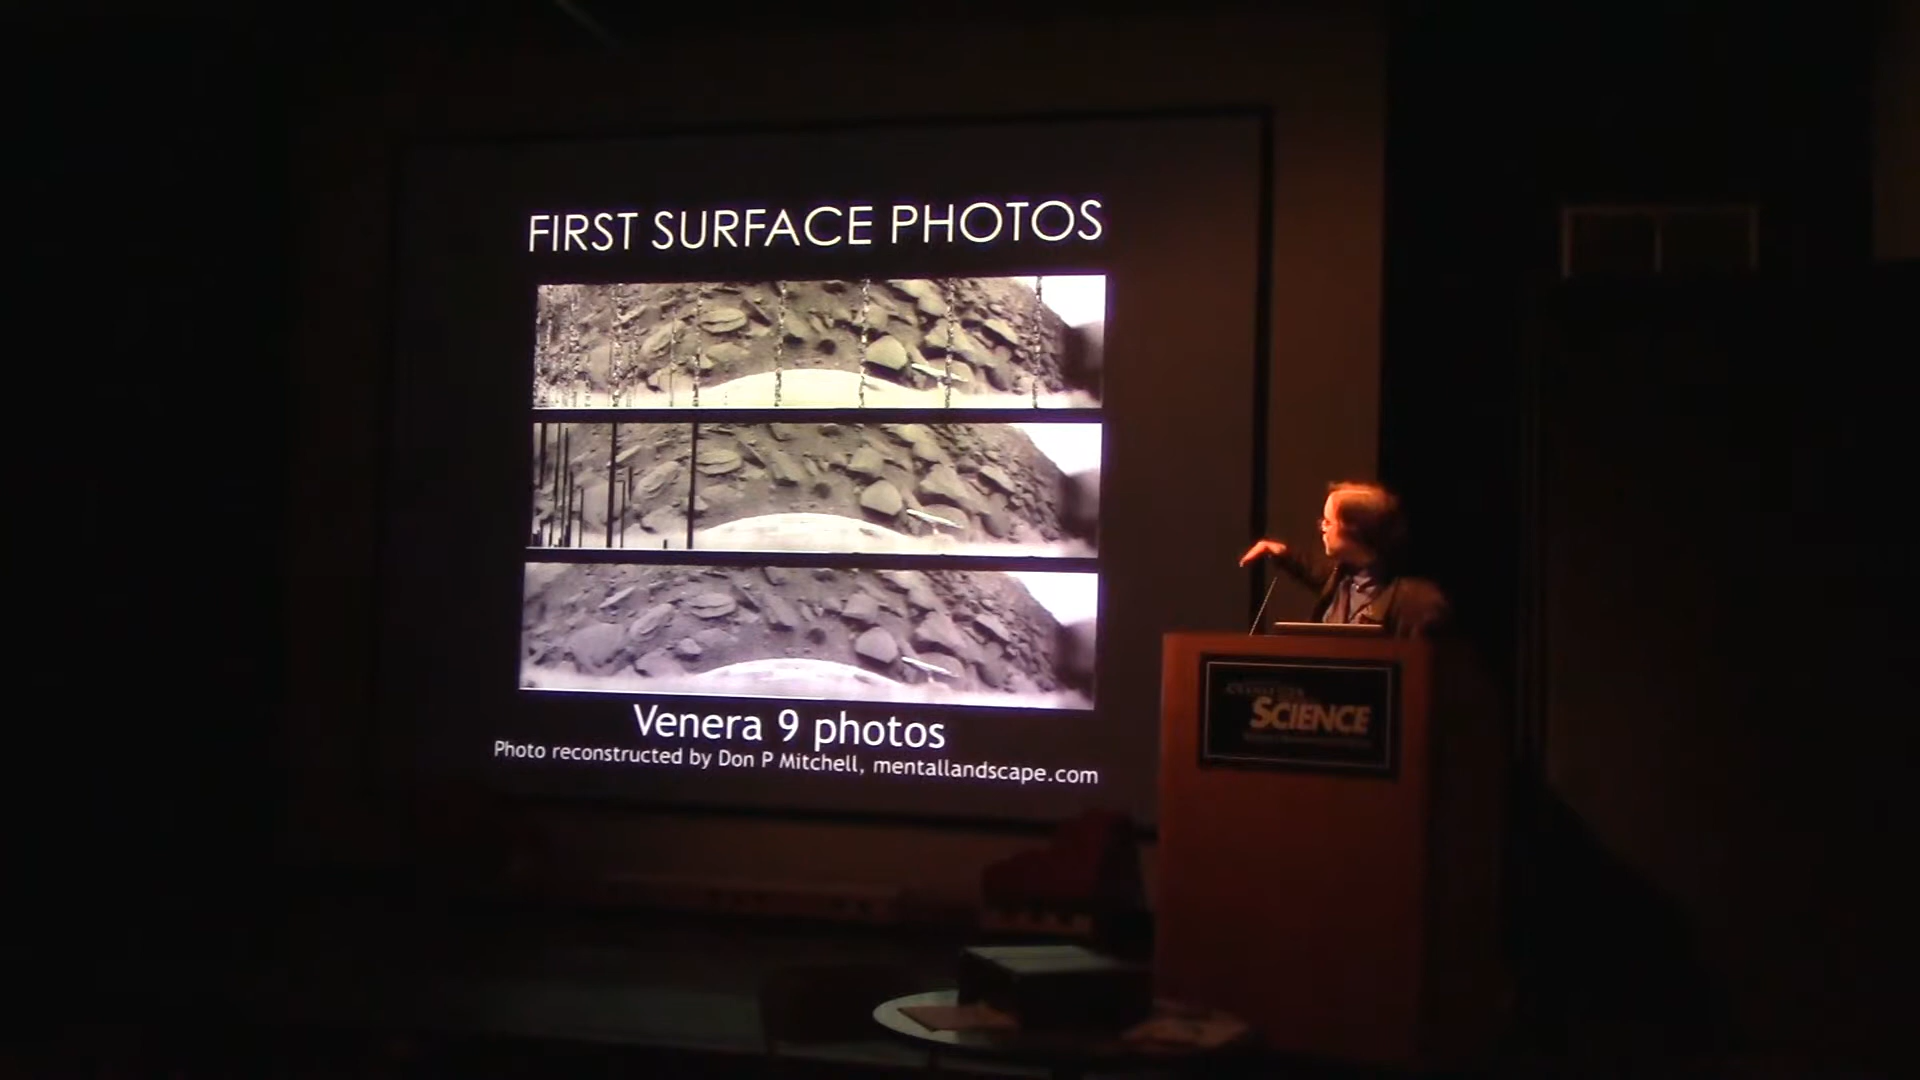 FIRST SURFACE PHOTOS
Venera 9 photos
Photo reconstructed by Don P Mitchell, mentallandscape.com
SCIENCE